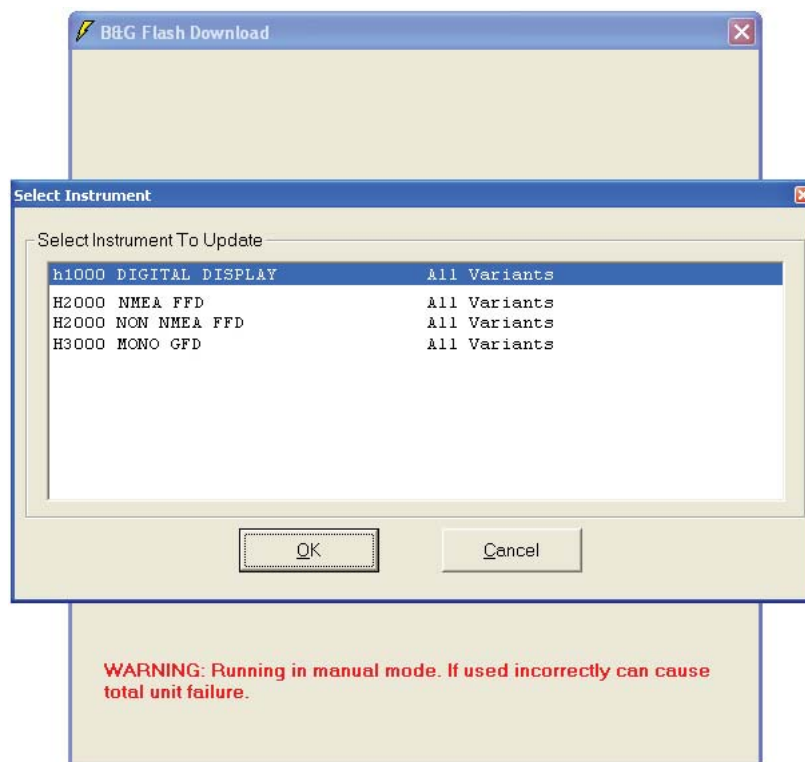 B&G Flash Download
Select Instrument
Select Instrument To Update
h1000 DIGITAL DISPLAY All Variants
H2000 NMEA FFD All Variants
H2000 NON NMEA FFD All Variants
H3000 MONO GFD All Variants
OK Cancel
WARNING: Running in manual mode. If used incorrectly can cause
total unit failure.